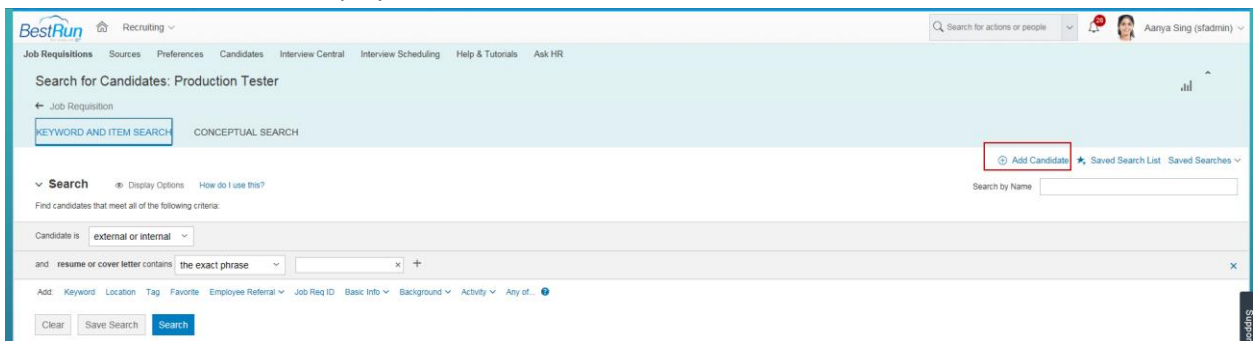 BestRun Recruiting Search for actions or people 28 Aanya Sing (sfadmin)
Job Requisitions Sources Preferences Candidates Interview Central Interview Scheduling Help & Tutorials Ask HR
Search for Candidates: Production Tester
Job Requisition
KEYWORD AND ITEM SEARCH CONCEPTUAL SEARCH
Add Candidate Saved Search List Saved Searches
Search Display Options How do I use this? Search by Name
Find candidates that meet all of the following criteria:
Candidate is external or internal
and resume or cover letter contains the exact phrase
Add: Keyword Location Tag Favorite Employee Referral Job Req ID Basic Info Background Activity Any of...
Clear Save Search Search